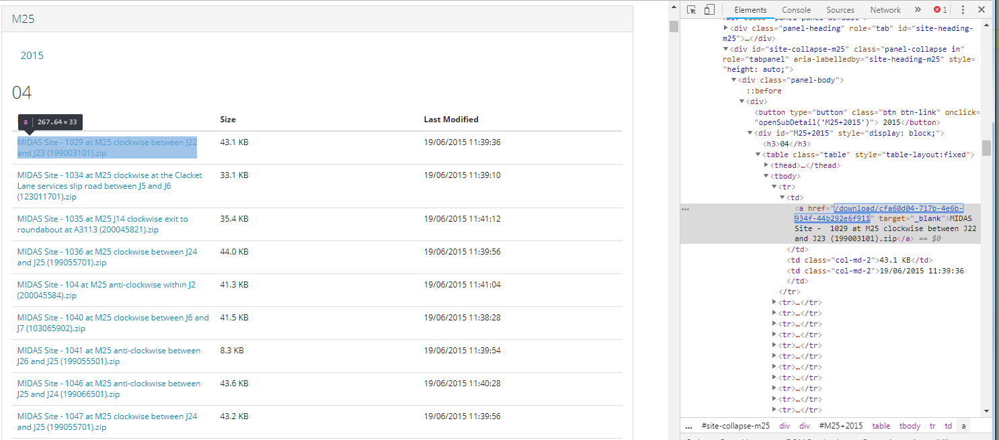 M25
2015
04
a 267.64 × 33
Size Last Modified
MIDAS Site - 1029 at M25 clockwise between J22
and J23 (199003101).zip
43.1 KB 19/06/2015 11:39:36
MIDAS Site - 1034 at M25 clockwise at the Clacket
Lane services slip road between J5 and J6
(123011701).zip
33.1 KB 19/06/2015 11:39:10
MIDAS Site - 1035 at M25 J14 clockwise exit to
roundabout at A3113 (200045821).zip
35.4 KB 19/06/2015 11:41:12
MIDAS Site - 1036 at M25 clockwise between J24
and J25 (199055701).zip
44.0 KB 19/06/2015 11:39:56
MIDAS Site - 104 at M25 anti-clockwise within J2
(200045584).zip
41.3 KB 19/06/2015 11:41:04
MIDAS Site - 1040 at M25 clockwise between J6 and
J7 (103065902).zip
41.5 KB 19/06/2015 11:38:28
MIDAS Site - 1041 at M25 anti-clockwise between
J26 and J25 (199055501).zip
8.3 KB 19/06/2015 11:39:54
MIDAS Site - 1046 at M25 anti-clockwise between
J25 and J24 (199066501).zip
43.6 KB 19/06/2015 11:40:28
MIDAS Site - 1047 at M25 clockwise between J24
and J25 (199055701).zip
43.2 KB 19/06/2015 11:39:56
Elements Console Sources Network » 1
<div class="panel-heading" role="tab" id="site-heading-
m25">…</div>
<div id="site-collapse-m25" class="panel-collapse in"
role="tabpanel" aria-labelledby="site-heading-m25" style=
"height: auto;">
<div class="panel-body">
::before
<div>
<button type="button" class="btn btn-link" onclick=
"openSubDetail('M25+2015')"> 2015</button>
<div id="M25+2015" style="display: block;">
<h3>04</h3>
<table class="table" style="table-layout:fixed">
<thead>…</thead>
<tbody>
<tr>
<td>
<a href="/download/cfa60d04-717b-4e6b-
934f-44b292e6f911" target="_blank">MIDAS
Site -  1029 at M25 clockwise between J22
and J23 (199003101).zip</a> == $0
</td>
<td class="col-md-2">43.1 KB</td>
<td class="col-md-2">19/06/2015 11:39:36
</td>
</tr>
<tr>…</tr>
<tr>…</tr>
<tr>…</tr>
<tr>…</tr>
<tr>…</tr>
<tr>…</tr>
<tr>…</tr>
<tr>…</tr>
<tr>…</tr>
<tr>…</tr>
<tr>…</tr>
... #site-collapse-m25 div div #M25+2015 table tbody tr td a